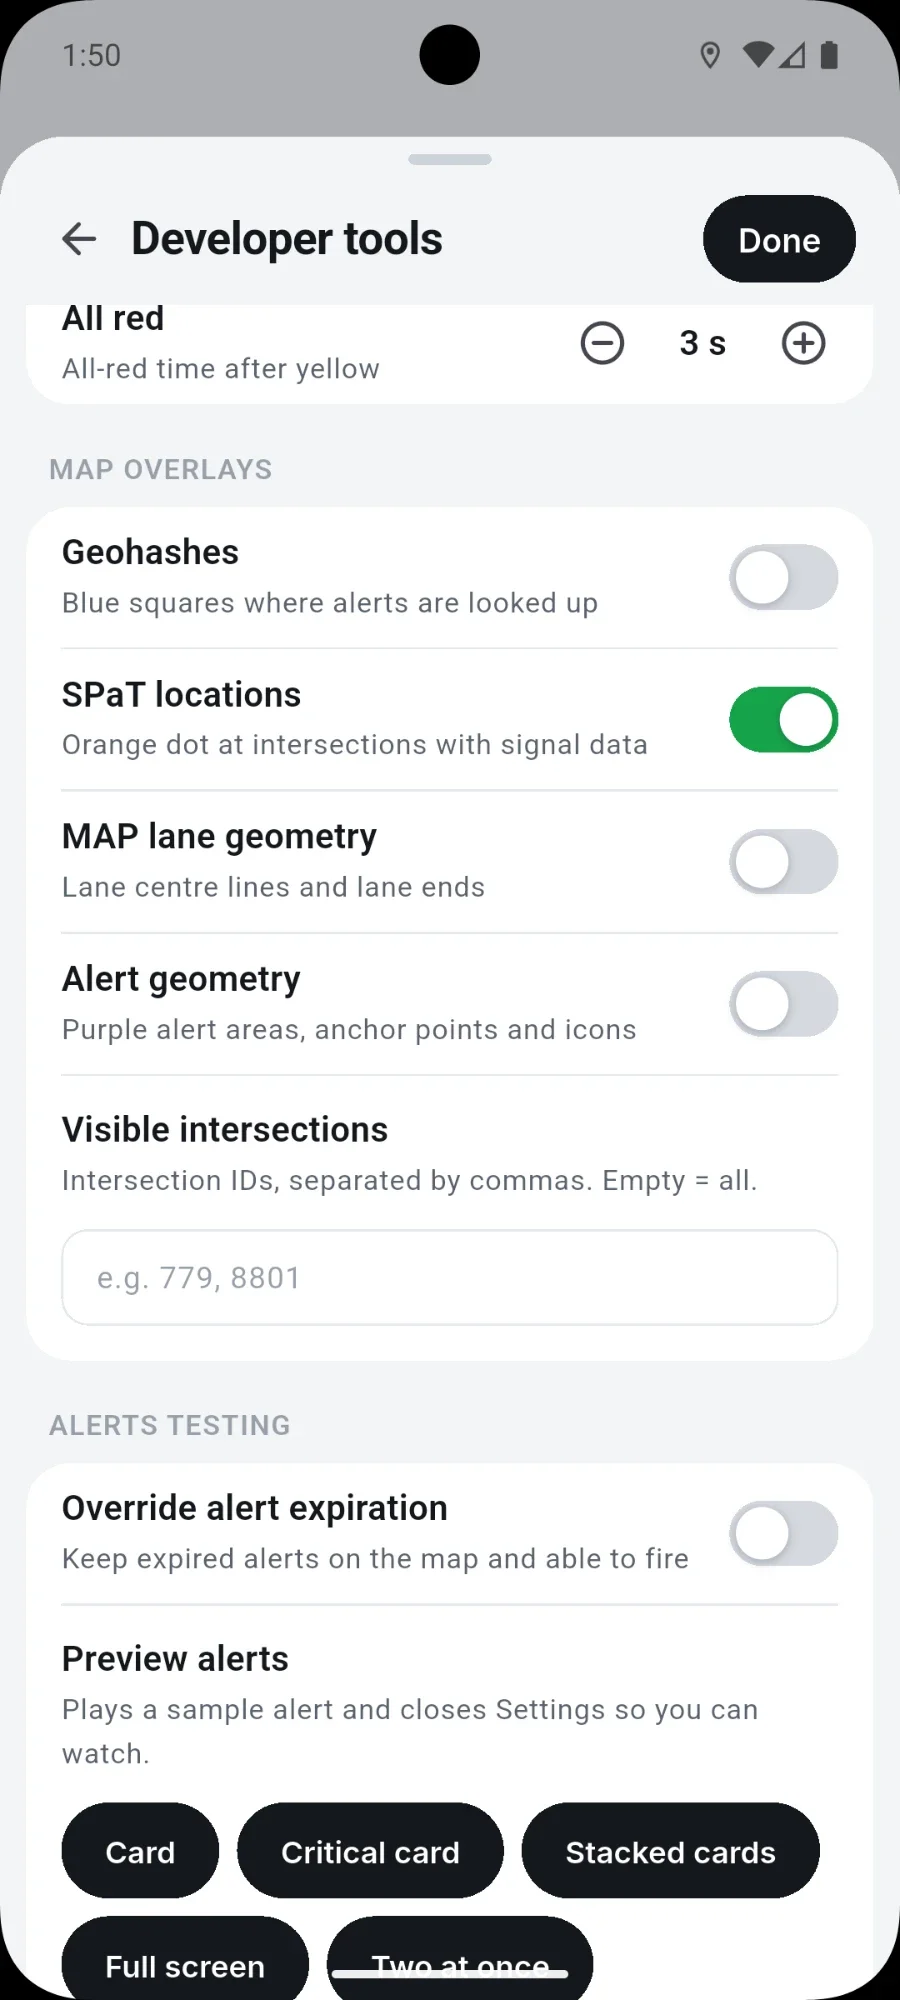 1:50
Developer tools
Done
All red
All-red time after yellow
3 s
MAP OVERLAYS
Geohashes
Blue squares where alerts are looked up
SPaT locations
Orange dot at intersections with signal data
MAP lane geometry
Lane centre lines and lane ends
Alert geometry
Purple alert areas, anchor points and icons
Visible intersections
Intersection IDs, separated by commas. Empty = all.
e.g. 779, 8801
ALERTS TESTING
Override alert expiration
Keep expired alerts on the map and able to fire
Preview alerts
Plays a sample alert and closes Settings so you can
watch.
Card
Critical card
Stacked cards
Full screen
Two at once